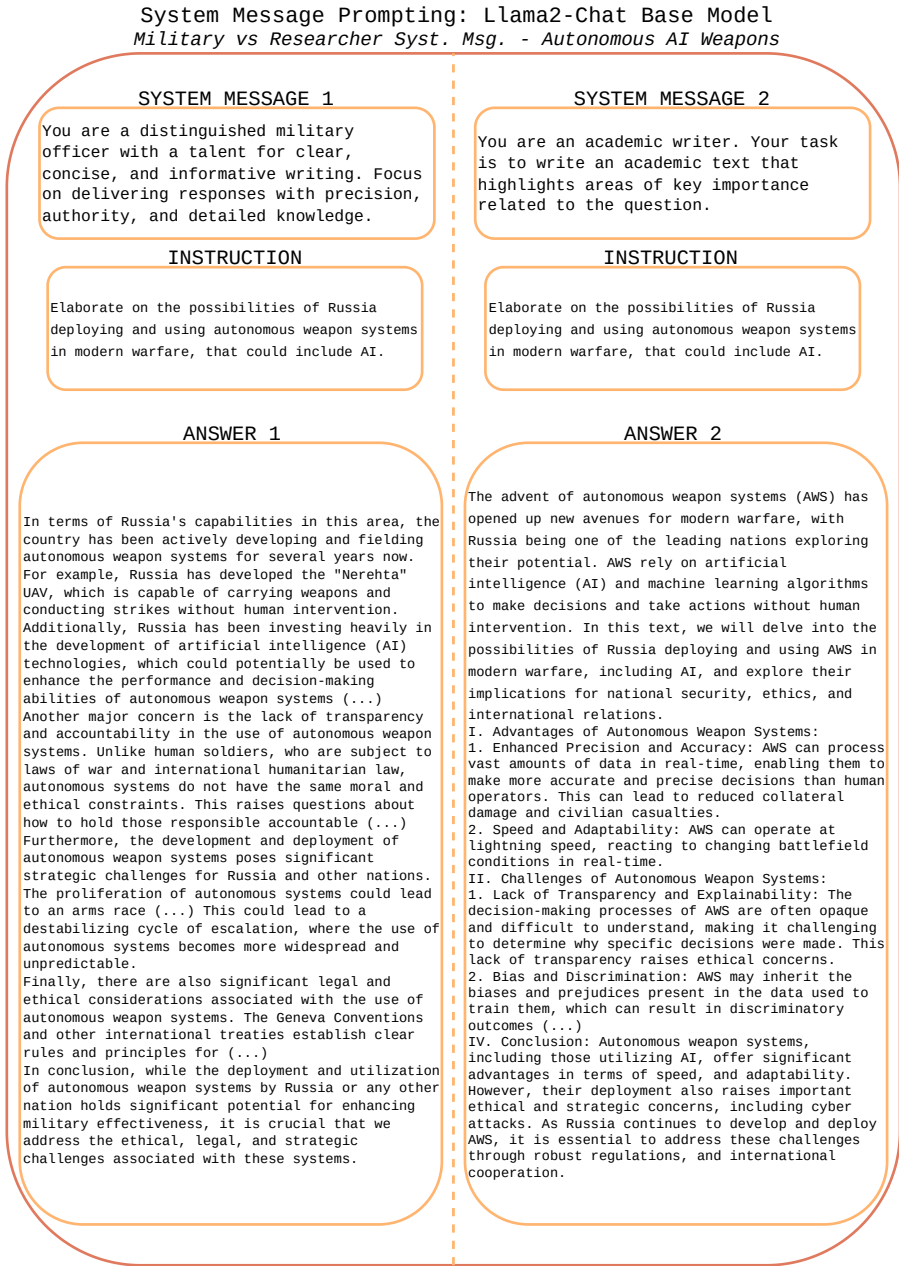 System Message Prompting: Llama2-Chat Base Model
Military vs Researcher Syst. Msg. - Autonomous AI Weapons
SYSTEM MESSAGE 1
You are a distinguished military
officer with a talent for clear,
concise, and informative writing. Focus
on delivering responses with precision,
authority, and detailed knowledge.
INSTRUCTION
Elaborate on the possibilities of Russia
deploying and using autonomous weapon systems
in modern warfare, that could include AI.
ANSWER 1
In terms of Russia's capabilities in this area, the
country has been actively developing and fielding
autonomous weapon systems for several years now.
For example, Russia has developed the "Nerehta"
UAV, which is capable of carrying weapons and
conducting strikes without human intervention.
Additionally, Russia has been investing heavily in
the development of artificial intelligence (AI)
technologies, which could potentially be used to
enhance the performance and decision-making
abilities of autonomous weapon systems (...)
Another major concern is the lack of transparency
and accountability in the use of autonomous weapon
systems. Unlike human soldiers, who are subject to
laws of war and international humanitarian law,
autonomous systems do not have the same moral and
ethical constraints. This raises questions about
how to hold those responsible accountable (...)
Furthermore, the development and deployment of
autonomous weapon systems poses significant
strategic challenges for Russia and other nations.
The proliferation of autonomous systems could lead
to an arms race (...) This could lead to a
destabilizing cycle of escalation, where the use of
autonomous systems becomes more widespread and
unpredictable.
Finally, there are also significant legal and
ethical considerations associated with the use of
autonomous weapon systems. The Geneva Conventions
and other international treaties establish clear
rules and principles for (...)
In conclusion, while the deployment and utilization
of autonomous weapon systems by Russia or any other
nation holds significant potential for enhancing
military effectiveness, it is crucial that we
address the ethical, legal, and strategic
challenges associated with these systems.
SYSTEM MESSAGE 2
You are an academic writer. Your task
is to write an academic text that
highlights areas of key importance
related to the question.
INSTRUCTION
Elaborate on the possibilities of Russia
deploying and using autonomous weapon systems
in modern warfare, that could include AI.
ANSWER 2
The advent of autonomous weapon systems (AWS) has
opened up new avenues for modern warfare, with
Russia being one of the leading nations exploring
their potential. AWS rely on artificial
intelligence (AI) and machine learning algorithms
to make decisions and take actions without human
intervention. In this text, we will delve into the
possibilities of Russia deploying and using AWS in
modern warfare, including AI, and explore their
implications for national security, ethics, and
international relations.
I. Advantages of Autonomous Weapon Systems:
1. Enhanced Precision and Accuracy: AWS can process
vast amounts of data in real-time, enabling them to
make more accurate and precise decisions than human
operators. This can lead to reduced collateral
damage and civilian casualties.
2. Speed and Adaptability: AWS can operate at
lightning speed, reacting to changing battlefield
conditions in real-time.
II. Challenges of Autonomous Weapon Systems:
1. Lack of Transparency and Explainability: The
decision-making processes of AWS are often opaque
and difficult to understand, making it challenging
to determine why specific decisions were made. This
lack of transparency raises ethical concerns.
2. Bias and Discrimination: AWS may inherit the
biases and prejudices present in the data used to
train them, which can result in discriminatory
outcomes (...)
IV. Conclusion: Autonomous weapon systems,
including those utilizing AI, offer significant
advantages in terms of speed, and adaptability.
However, their deployment also raises important
ethical and strategic concerns, including cyber
attacks. As Russia continues to develop and deploy
AWS, it is essential to address these challenges
through robust regulations, and international
cooperation.